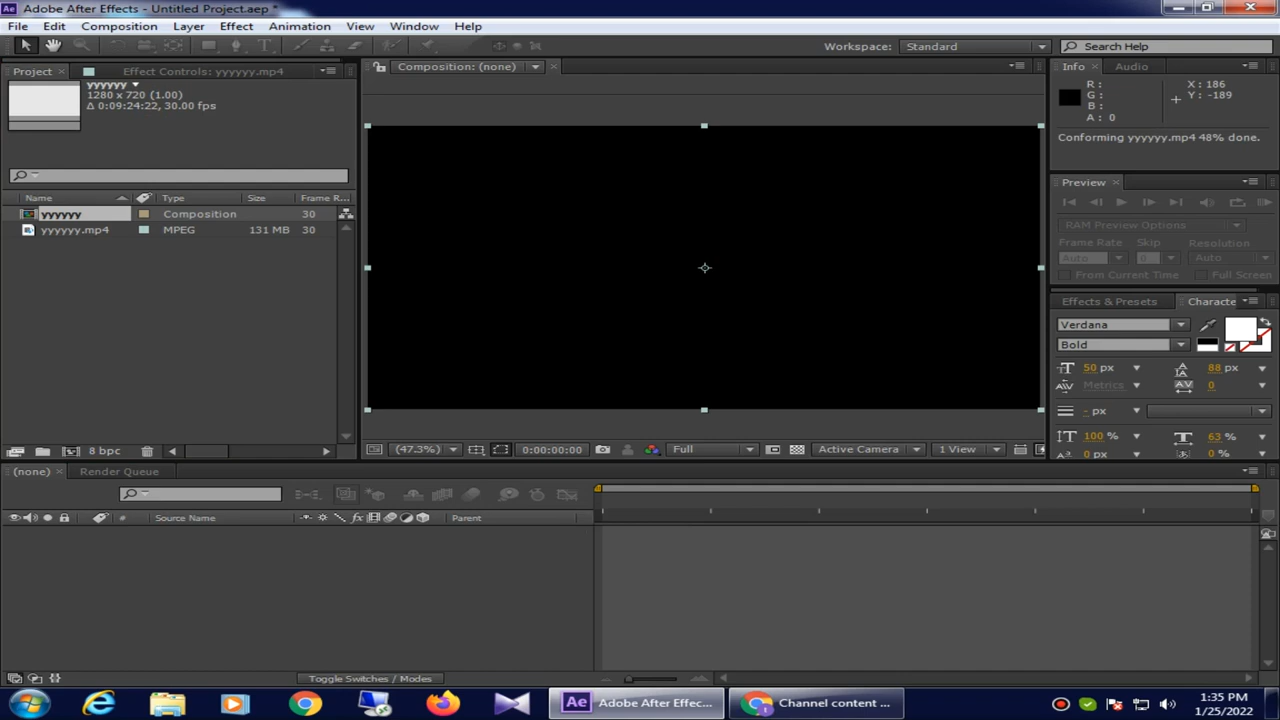 Adobe After Effects - Untitled Project.aep *
File Edit Composition Layer Effect Animation View Window Help
Workspace: Standard Search Help
Project Effect Controls: yyyyyy.mp4
yyyyyy
1280 x 720 (1.00)
Δ 0:09:24:22, 30.00 fps
Name Type Size Frame R...
yyyyyy Composition 30
yyyyyy.mp4 MPEG 131 MB 30
8 bpc
Composition: (none)
(47.3%) 0:00:00:00 Full Active Camera 1 View
Info Audio
R: X: 186
G: Y: -189
B:
A: 0
Conforming yyyyyy.mp4 48% done.
Preview
RAM Preview Options
Frame Rate Skip Resolution
Auto 0 Auto
From Current Time Full Screen
Effects & Presets Characte
Verdana
Bold
50 px 88 px
Metrics 0
- px
100 % 63 %
0 px 0 %
(none) Render Queue
# Source Name Parent
Toggle Switches / Modes
Adobe After Effec... Channel content ...
1:35 PM
1/25/2022